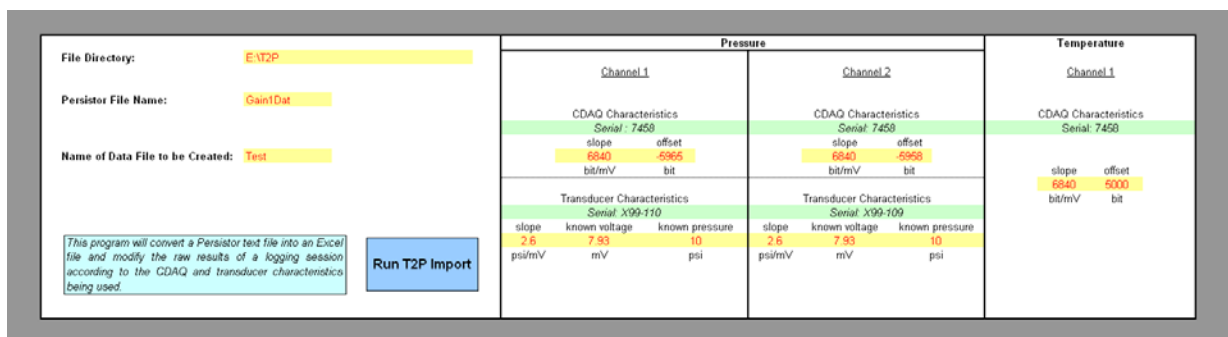 File Directory: E:\T2P
Persistor File Name: Gain1Dat
Name of Data File to be Created: Test
This program will convert a Persistor text file into an Excel
file and modify the raw results of a logging session
according to the CDAQ and transducer characteristics
being used.
Run T2P Import
Pressure
Channel 1
CDAQ Characteristics
Serial : 7458
slope offset
6840 -5965
bit/mV bit
Transducer Characteristics
Serial: X99-110
slope known voltage known pressure
2.6 7.93 10
psi/mV mV psi
Channel 2
CDAQ Characteristics
Serial: 7458
slope offset
6840 -5958
bit/mV bit
Transducer Characteristics
Serial: X99-109
slope known voltage known pressure
2.6 7.93 10
psi/mV mV psi
Temperature
Channel 1
CDAQ Characteristics
Serial: 7458
slope offset
6840 5000
bit/mV bit